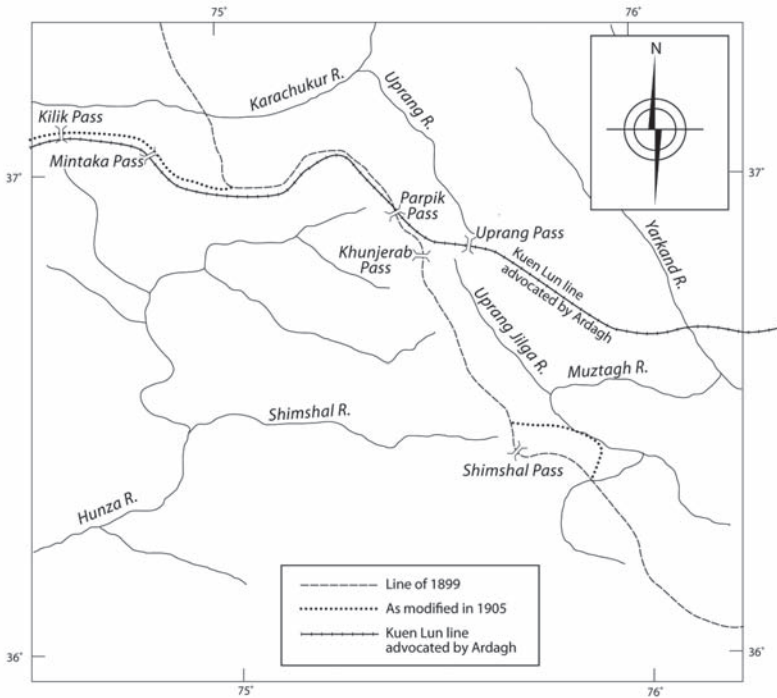 75°
76°
N
Karachukur R.
Uprang R.
Kilik Pass
Mintaka Pass
37°
37°
Parpik
Pass
Uprang Pass
Khunjerab
Pass
Yarkand R.
Kuen Lun line
advocated by Ardagh
Uprang Jilga R.
Muztagh R.
Shimshal R.
Shimshal Pass
Hunza R.
Line of 1899
As modified in 1905
Kuen Lun line
advocated by Ardagh
36°
36°
75°
76°